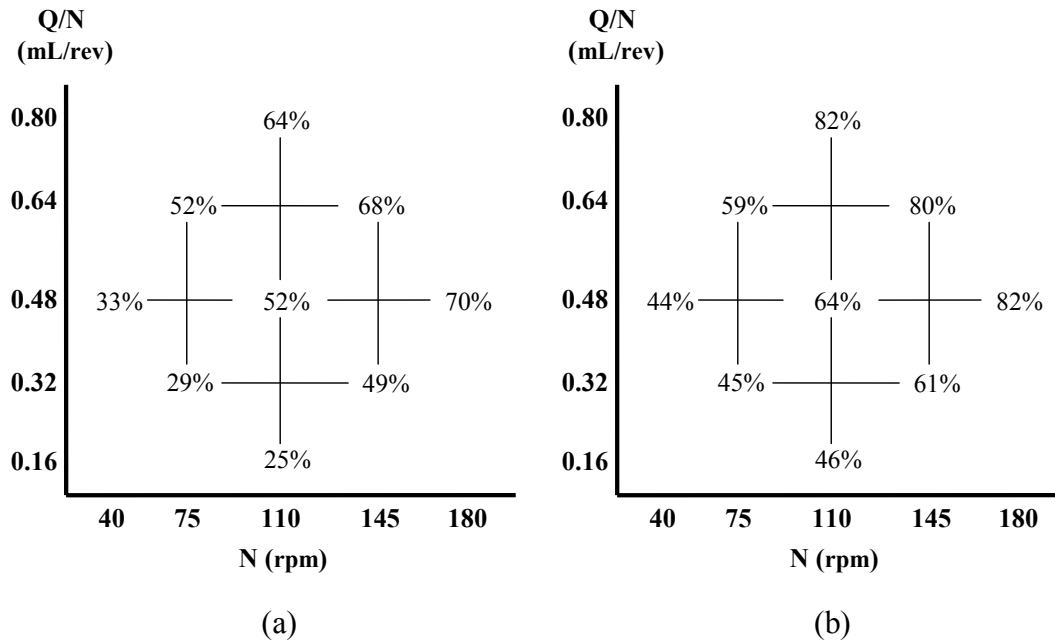 Q/N
(mL/rev)
0.80
0.64
0.48
0.32
0.16
64%
52%
68%
33%
52%
70%
29%
49%
25%
40 75 110 145 180
N (rpm)
(a)
Q/N
(mL/rev)
0.80
0.64
0.48
0.32
0.16
82%
59%
80%
44%
64%
82%
45%
61%
46%
40 75 110 145 180
N (rpm)
(b)